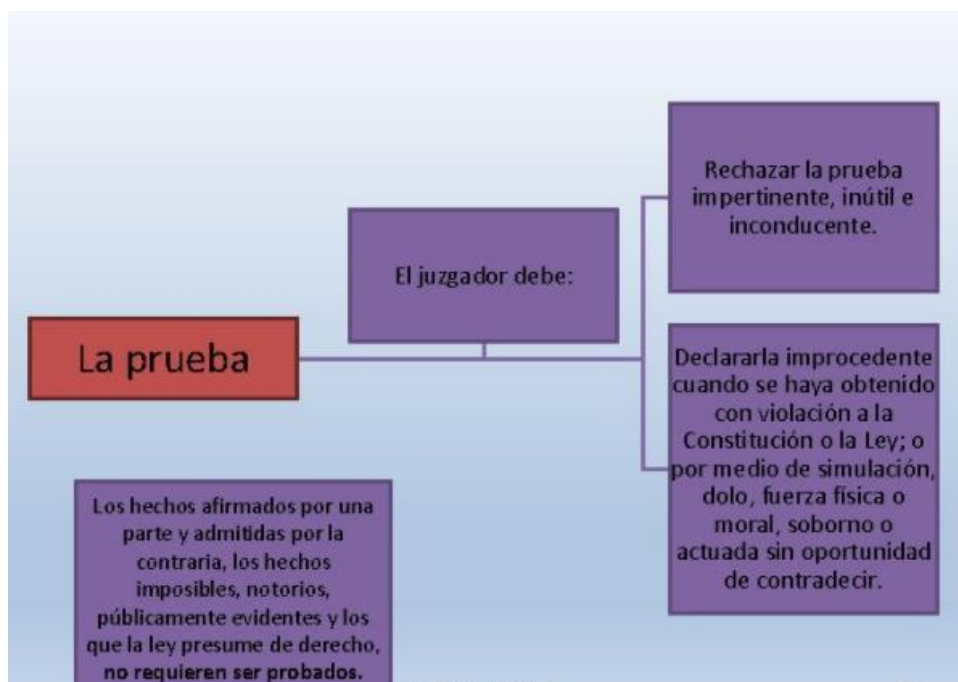 La prueba
El juzgador debe:
Rechazar la prueba
impertinente, inútil e
inconducente.
Declararla improcedente
cuando se haya obtenido
con violación a la
Constitución o la Ley; o
por medio de simulación,
dolo, fuerza física o
moral, soborno o
actuada sin oportunidad
de contradecir.
Los hechos afirmados por una
parte y admitidas por la
contraria, los hechos
imposibles, notorios,
públicamente evidentes y los
que la ley presume de derecho,
no requieren ser probados.